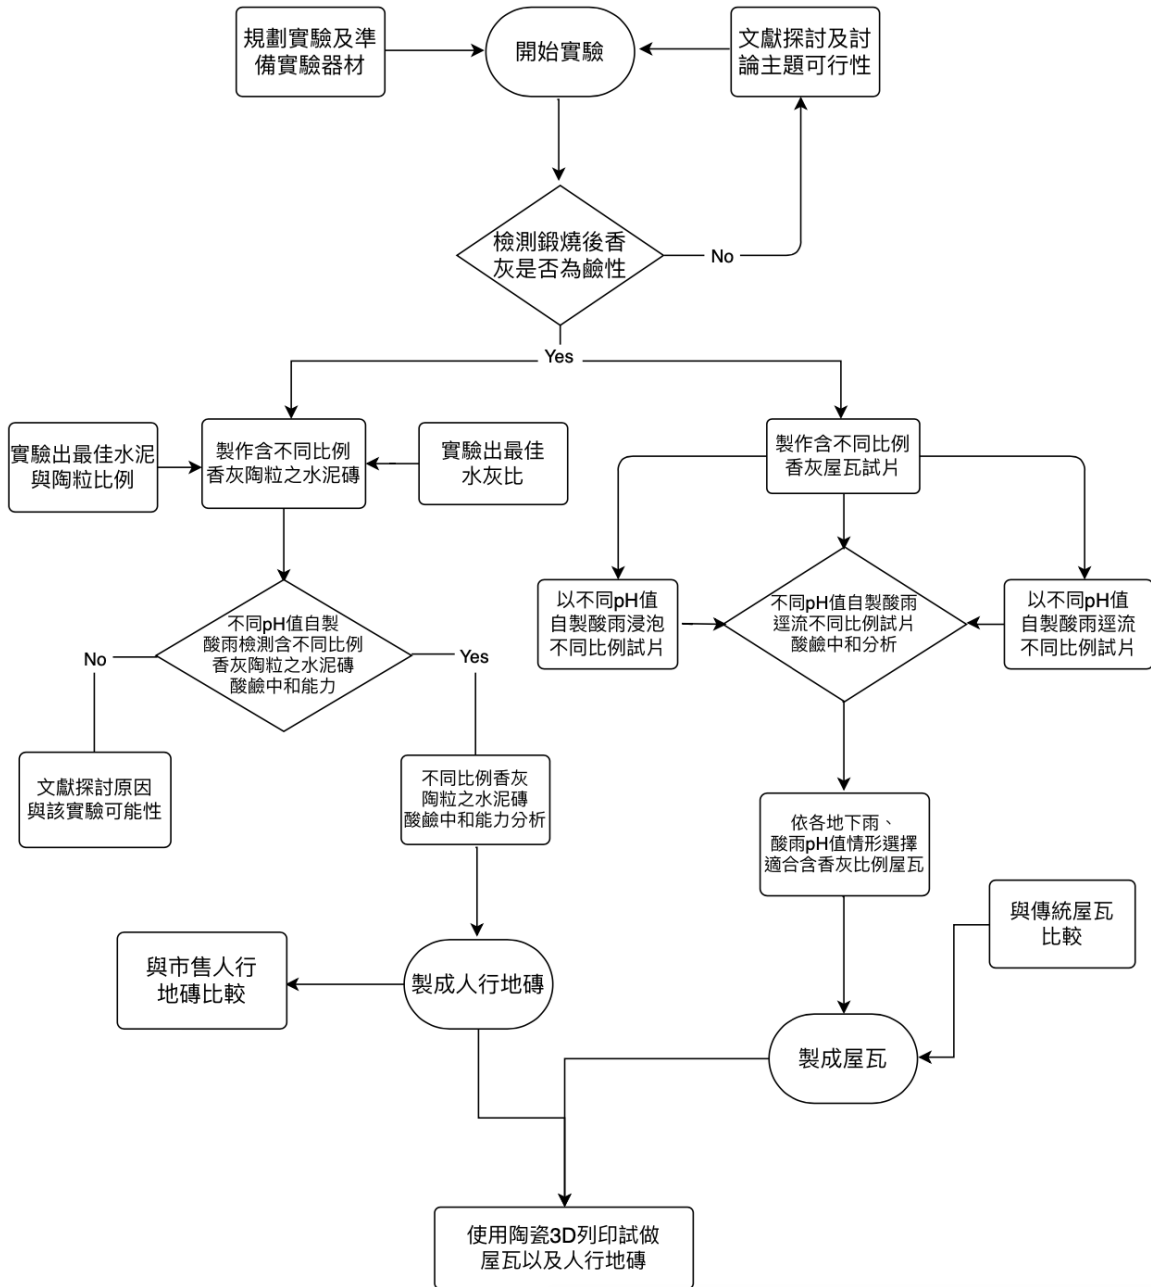 規劃實驗及準
備實驗器材
開始實驗
文獻探討及討
論主題可行性
檢測鍛燒後香
灰是否為鹼性
No
Yes
實驗出最佳水泥
與陶粒比例
製作含不同比例
香灰陶粒之水泥磚
實驗出最佳
水灰比
製作含不同比例
香灰屋瓦試片
不同pH值自製
酸雨檢測含不同比例
香灰陶粒之水泥磚
酸鹼中和能力
No
Yes
以不同pH值
自製酸雨浸泡
不同比例試片
不同pH值自製酸雨
逕流不同比例試片
酸鹼中和分析
以不同pH值
自製酸雨逕流
不同比例試片
文獻探討原因
與該實驗可能性
不同比例香灰
陶粒之水泥磚
酸鹼中和能力分析
依各地下雨、
酸雨pH值情形選擇
適合含香灰比例屋瓦
與市售人行
地磚比較
製成人行地磚
與傳統屋瓦
比較
製成屋瓦
使用陶瓷3D列印試做
屋瓦以及人行地磚